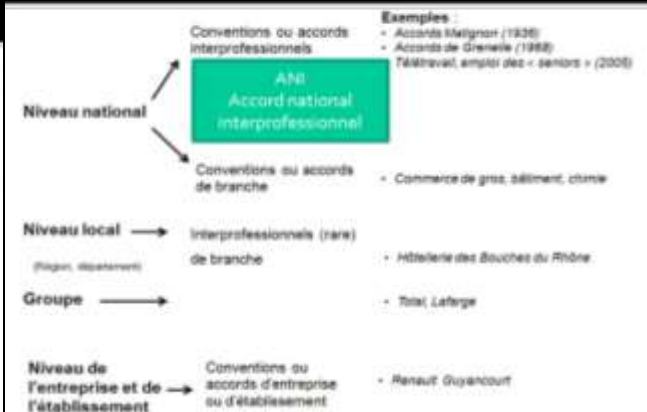 Exemples :
Conventions ou accords
interprofessionnels
• Accords Matignon (1936)
• Accords de Grenelle (1968)
Télétravail, emploi des « seniors » (2005)
ANI
Accord national
interprofessionnel
Niveau national
Conventions ou accords
de branche
• Commerce de gros, bâtiment, chimie
Niveau local
(Région, département)
Interprofessionnels (rare)
de branche
• Hôtellerie des Bouches du Rhône
Groupe
• Total, Lafarge
Niveau de
l'entreprise et de
l'établissement
Conventions ou
accords d'entreprise
ou d'établissement
• Renault Guyancourt